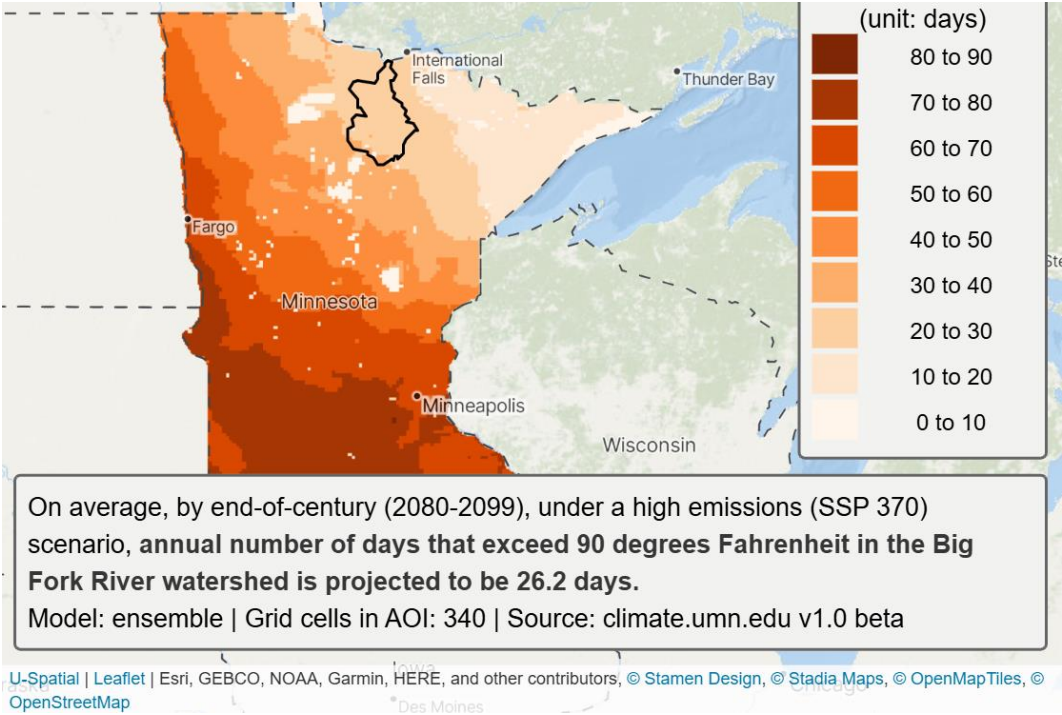 (unit: days)
80 to 90
70 to 80
60 to 70
50 to 60
40 to 50
30 to 40
20 to 30
10 to 20
0 to 10
International
Falls
Thunder Bay
Fargo
Minnesota
Minneapolis
Wisconsin
Ste
On average, by end-of-century (2080-2099), under a high emissions (SSP 370)
scenario, annual number of days that exceed 90 degrees Fahrenheit in the Big
Fork River watershed is projected to be 26.2 days.
Model: ensemble | Grid cells in AOI: 340 | Source: climate.umn.edu v1.0 beta
Iowa
Chicago
U-Spatial | Leaflet | Esri, GEBCO, NOAA, Garmin, HERE, and other contributors, © Stamen Design, © Stadia Maps, © OpenMapTiles, ©
OpenStreetMap
Des Moines